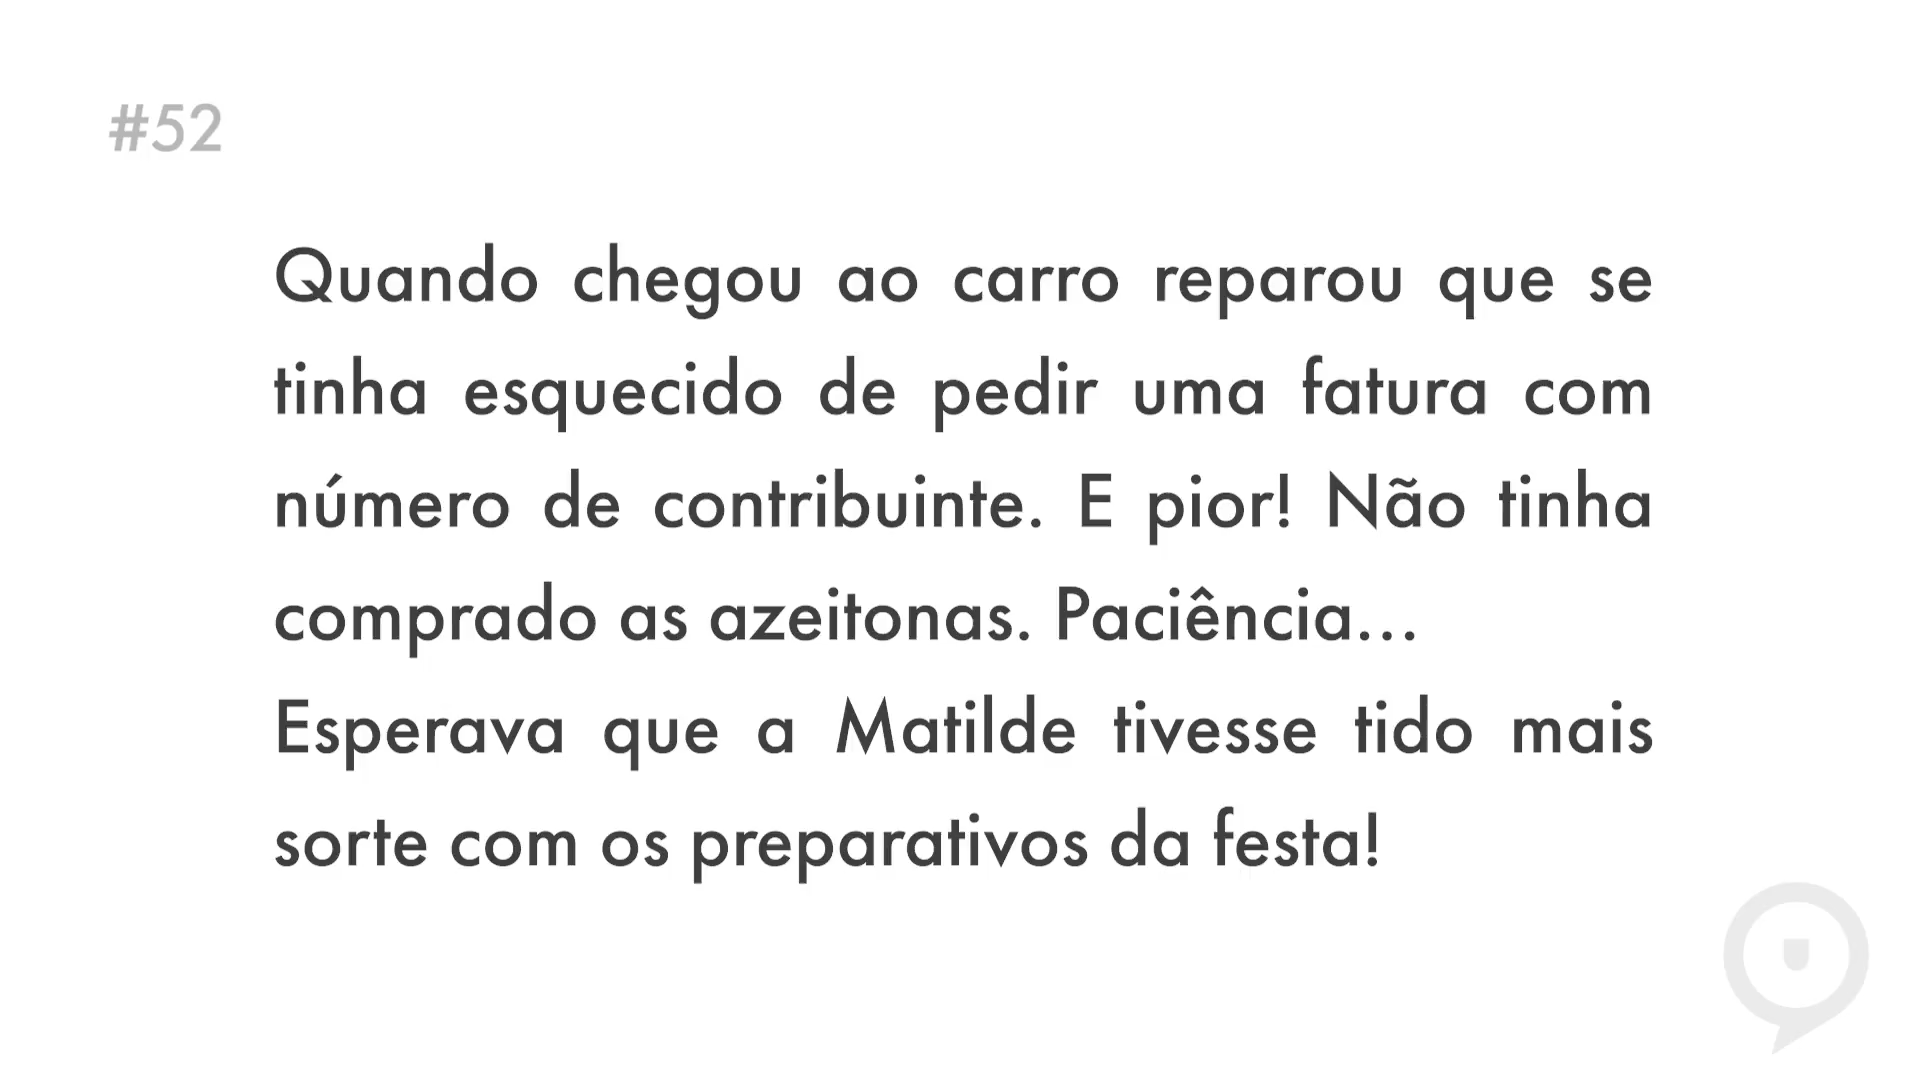 #52
Quando chegou ao carro reparou que se
tinha esquecido de pedir uma fatura com
número de contribuinte. E pior! Não tinha
comprado as azeitonas. Paciência...
Esperava que a Matilde tivesse tido mais
sorte com os preparativos da festa!